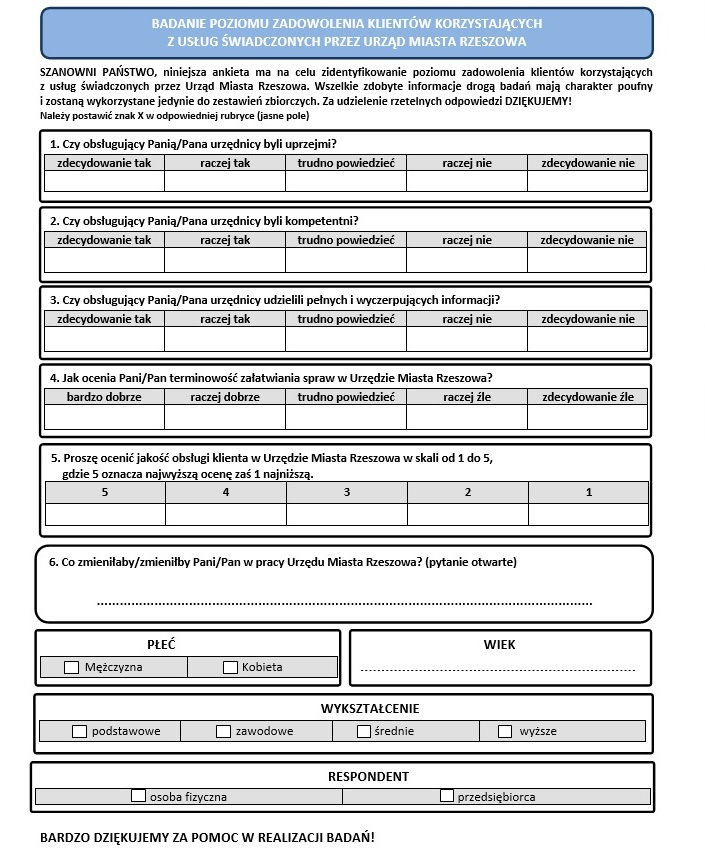 BADANIE POZIOMU ZADOWOLENIA KLIENTÓW KORZYSTAJĄCYCH
Z USŁUG ŚWIADCZONYCH PRZEZ URZĄD MIASTA RZESZOWA
SZANOWNI PAŃSTWO, niniejsza ankieta ma na celu zidentyfikowanie poziomu zadowolenia klientów korzystających
z usług świadczonych przez Urząd Miasta Rzeszowa. Wszelkie zdobyte informacje drogą badań mają charakter poufny
i zostaną wykorzystane jedynie do zestawień zbiorczych. Za udzielenie rzetelnych odpowiedzi DZIĘKUJEMY!
Należy postawić znak X w odpowiedniej rubryce (jasne pole)
1. Czy obsługujący Panią/Pana urzędnicy byli uprzejmi?
zdecydowanie tak raczej tak trudno powiedzieć raczej nie zdecydowanie nie
2. Czy obsługujący Panią/Pana urzędnicy byli kompetentni?
zdecydowanie tak raczej tak trudno powiedzieć raczej nie zdecydowanie nie
3. Czy obsługujący Panią/Pana urzędnicy udzielili pełnych i wyczerpujących informacji?
zdecydowanie tak raczej tak trudno powiedzieć raczej nie zdecydowanie nie
4. Jak ocenia Pani/Pan terminowość załatwiania spraw w Urzędzie Miasta Rzeszowa?
bardzo dobrze raczej dobrze trudno powiedzieć raczej źle zdecydowanie źle
5. Proszę ocenić jakość obsługi klienta w Urzędzie Miasta Rzeszowa w skali od 1 do 5,
gdzie 5 oznacza najwyższą ocenę zaś 1 najniższą.
5 4 3 2 1
6. Co zmieniłaby/zmieniłby Pani/Pan w pracy Urzędu Miasta Rzeszowa? (pytanie otwarte)
PŁEĆ
Mężczyzna Kobieta
WIEK
WYKSZTAŁCENIE
podstawowe zawodowe średnie wyższe
RESPONDENT
osoba fizyczna przedsiębiorca
BARDZO DZIĘKUJEMY ZA POMOC W REALIZACJI BADAŃ!